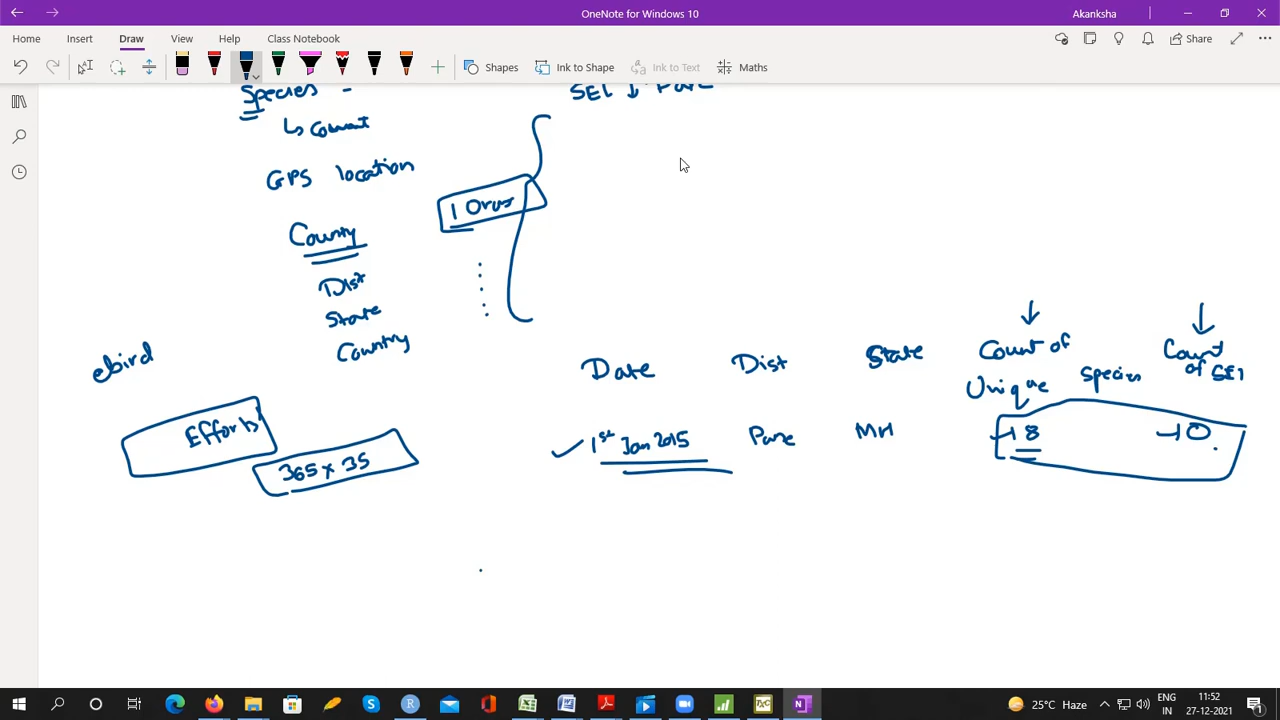 OneNote for Windows 10
Akanksha
Home Insert Draw View Help Class Notebook
Share
Shapes Ink to Shape Ink to Text Maths
Species -
SEI ↓ Pune
↳ Count
GPS location
County
Dist
State
Country
ebird
Efforts
365 x 35
Date Dist State Count of Unique Species Count of SEI
✓ 1st Jan 2015 Pune MH 18 10
25°C Haze
ENG
IN
11:52
27-12-2021